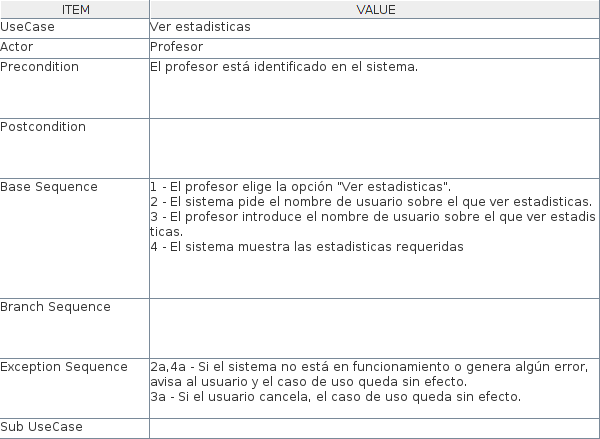 ITEM VALUE
UseCase Ver estadisticas
Actor Profesor
Precondition El profesor está identificado en el sistema.
Postcondition
Base Sequence 1 - El profesor elige la opción "Ver estadisticas".
2 - El sistema pide el nombre de usuario sobre el que ver estadisticas.
3 - El profesor introduce el nombre de usuario sobre el que ver estadis
ticas.
4 - El sistema muestra las estadisticas requeridas
Branch Sequence
Exception Sequence 2a,4a - Si el sistema no está en funcionamiento o genera algún error,
avisa al usuario y el caso de uso queda sin efecto.
3a - Si el usuario cancela, el caso de uso queda sin efecto.
Sub UseCase